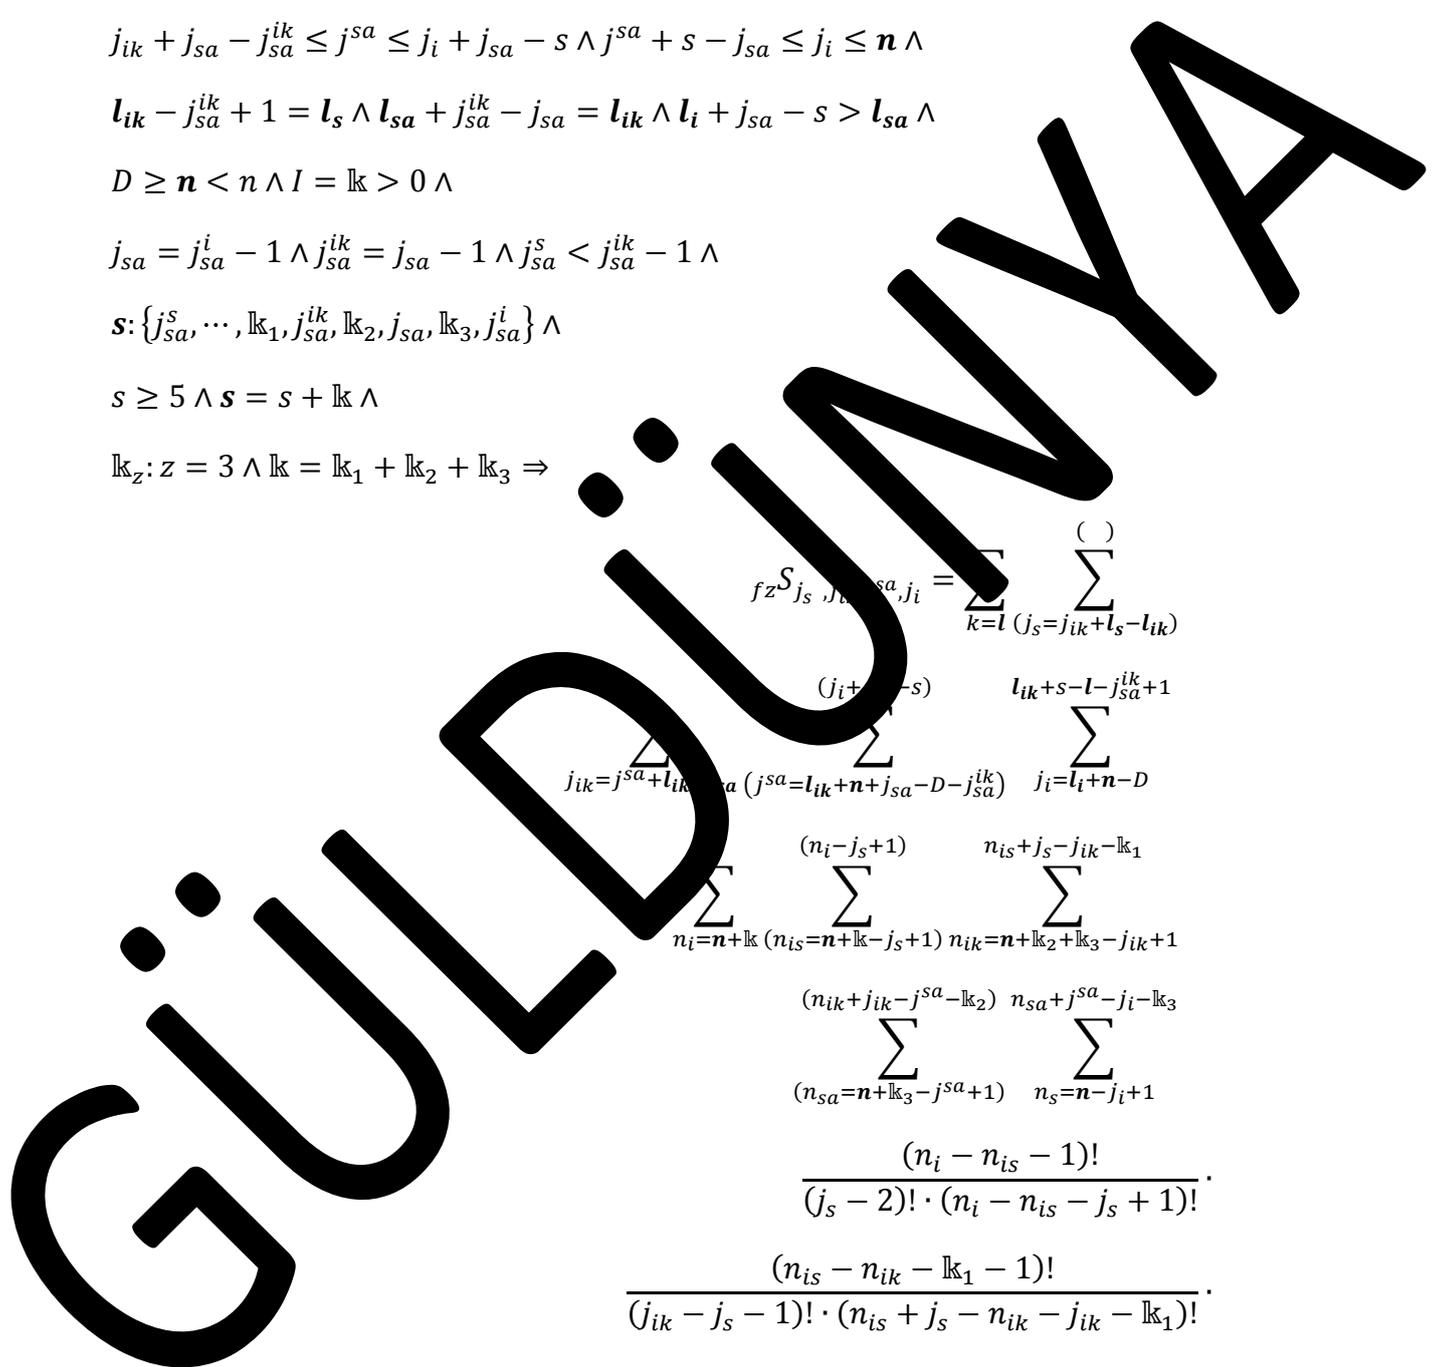 j_{ik} + j_{sa} − j_{sa}^{ik} ≤ j^{sa} ≤ j_i + j_{sa} − s ∧ j^{sa} + s − j_{sa} ≤ j_i ≤ 𝒏 ∧
𝒍_{𝒊𝒌} − j_{sa}^{ik} + 1 = 𝒍_𝒔 ∧ 𝒍_{𝒔𝒂} + j_{sa}^{ik} − j_{sa} = 𝒍_{𝒊𝒌} ∧ 𝒍_𝒊 + j_{sa} − s > 𝒍_{𝒔𝒂} ∧
D ≥ 𝒏 < n ∧ I = 𝕜 > 0 ∧
j_{sa} = j_{sa}^i − 1 ∧ j_{sa}^{ik} = j_{sa} − 1 ∧ j_{sa}^s < j_{sa}^{ik} − 1 ∧
𝒔: {j_{sa}^s, ⋯ , 𝕜_1, j_{sa}^{ik}, 𝕜_2, j_{sa}, 𝕜_3, j_{sa}^i} ∧
s ≥ 5 ∧ 𝒔 = s + 𝕜 ∧
𝕜_z: z = 3 ∧ 𝕜 = 𝕜_1 + 𝕜_2 + 𝕜_3 ⇒
( )
_{fz}S_{j_s ,j^{sa},j_i} = ∑ ∑
k=𝒍 (j_s=j_{ik}+𝒍_𝒔−𝒍_{𝒊𝒌})
(j_i+ −s) 𝒍_{𝒊𝒌}+s−𝒍−j_{sa}^{ik}+1
∑ ∑ ∑
j_{ik}=j^{sa}+𝒍_{𝒊𝒌} (j^{sa}=𝒍_{𝒊𝒌}+𝒏+j_{sa}−D−j_{sa}^{ik}) j_i=𝒍_𝒊+𝒏−D
(n_i−j_s+1) n_{is}+j_s−j_{ik}−𝕜_1
∑ ∑ ∑
n_i=𝒏+𝕜 (n_{is}=𝒏+𝕜−j_s+1) n_{ik}=𝒏+𝕜_2+𝕜_3−j_{ik}+1
(n_{ik}+j_{ik}−j^{sa}−𝕜_2) n_{sa}+j^{sa}−j_i−𝕜_3
∑ ∑
(n_{sa}=𝒏+𝕜_3−j^{sa}+1) n_s=𝒏−j_i+1
(n_i − n_{is} − 1)!
(j_s − 2)! · (n_i − n_{is} − j_s + 1)! ·
(n_{is} − n_{ik} − 𝕜_1 − 1)!
(j_{ik} − j_s − 1)! · (n_{is} + j_s − n_{ik} − j_{ik} − 𝕜_1)! ·
GÜLDÜNYA